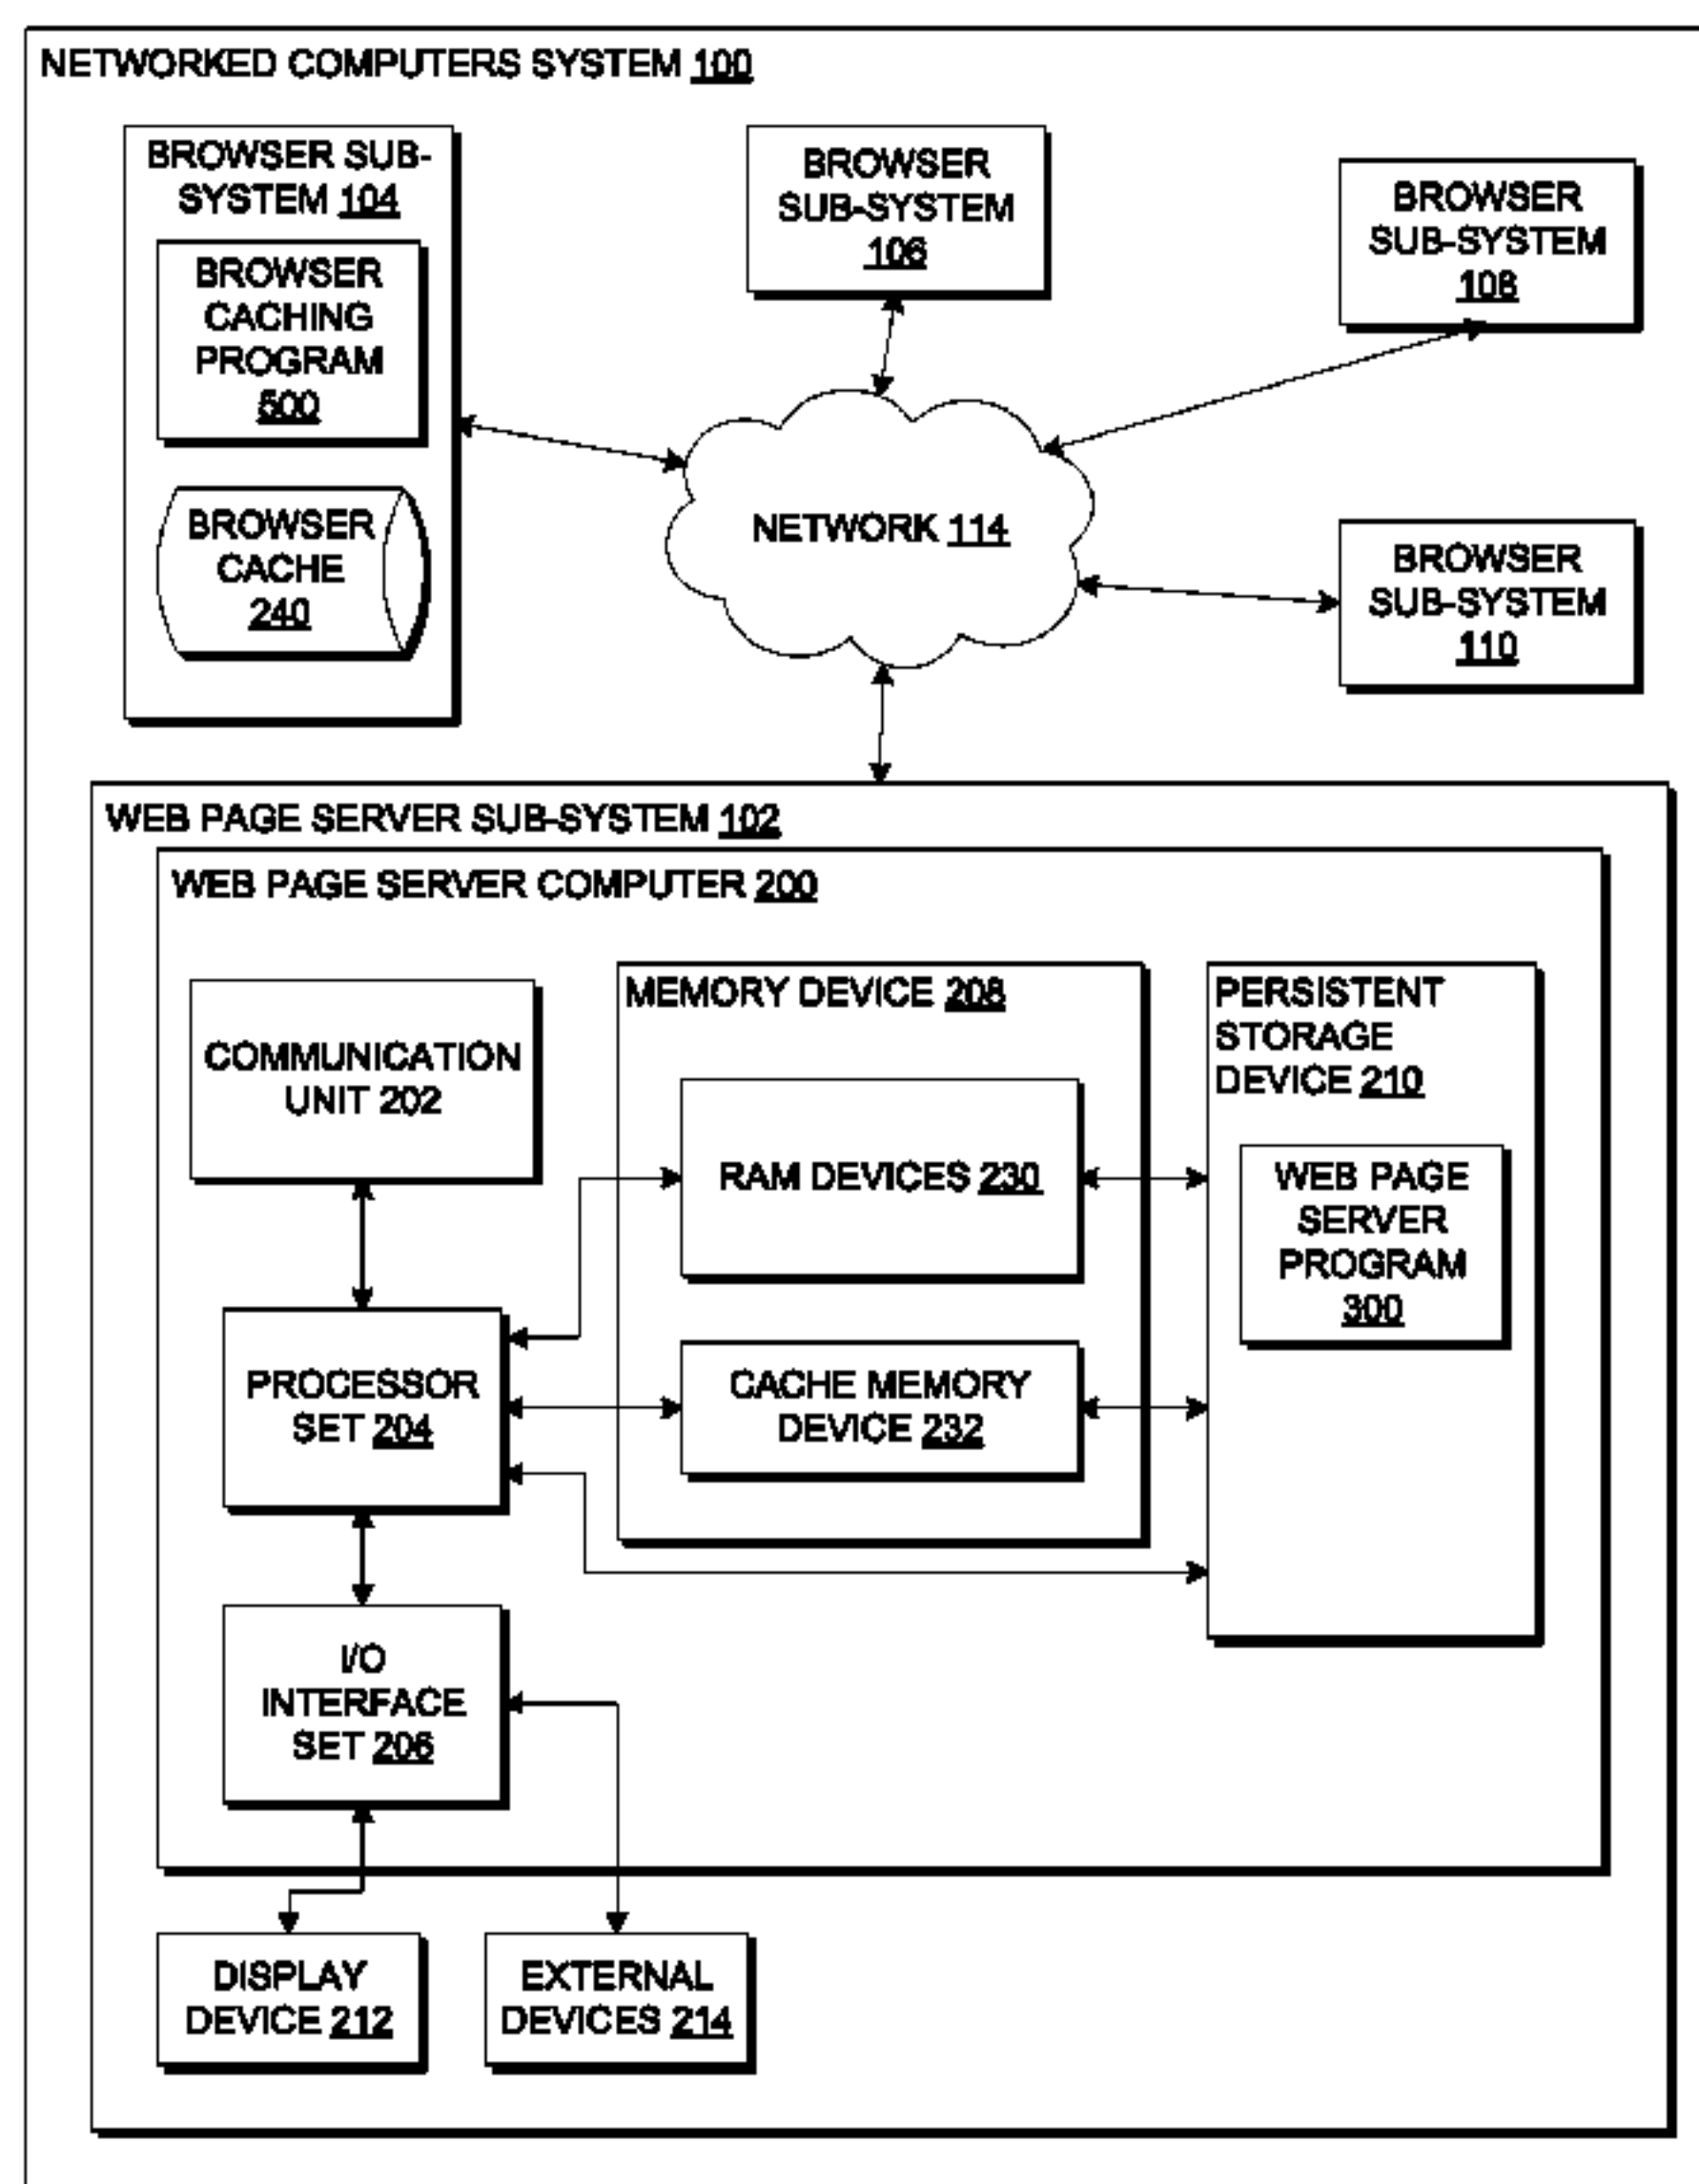 NETWORKED COMPUTERS SYSTEM 100
BROWSER SUB-
SYSTEM 104
BROWSER
CACHING
PROGRAM
500
BROWSER
CACHE
240
BROWSER
SUB-SYSTEM
106
BROWSER
SUB-SYSTEM
108
NETWORK 114
BROWSER
SUB-SYSTEM
110
WEB PAGE SERVER SUB-SYSTEM 102
WEB PAGE SERVER COMPUTER 200
COMMUNICATION
UNIT 202
MEMORY DEVICE 208
RAM DEVICES 230
CACHE MEMORY
DEVICE 232
PERSISTENT
STORAGE
DEVICE 210
WEB PAGE
SERVER
PROGRAM
300
PROCESSOR
SET 204
I/O
INTERFACE
SET 206
DISPLAY
DEVICE 212
EXTERNAL
DEVICES 214